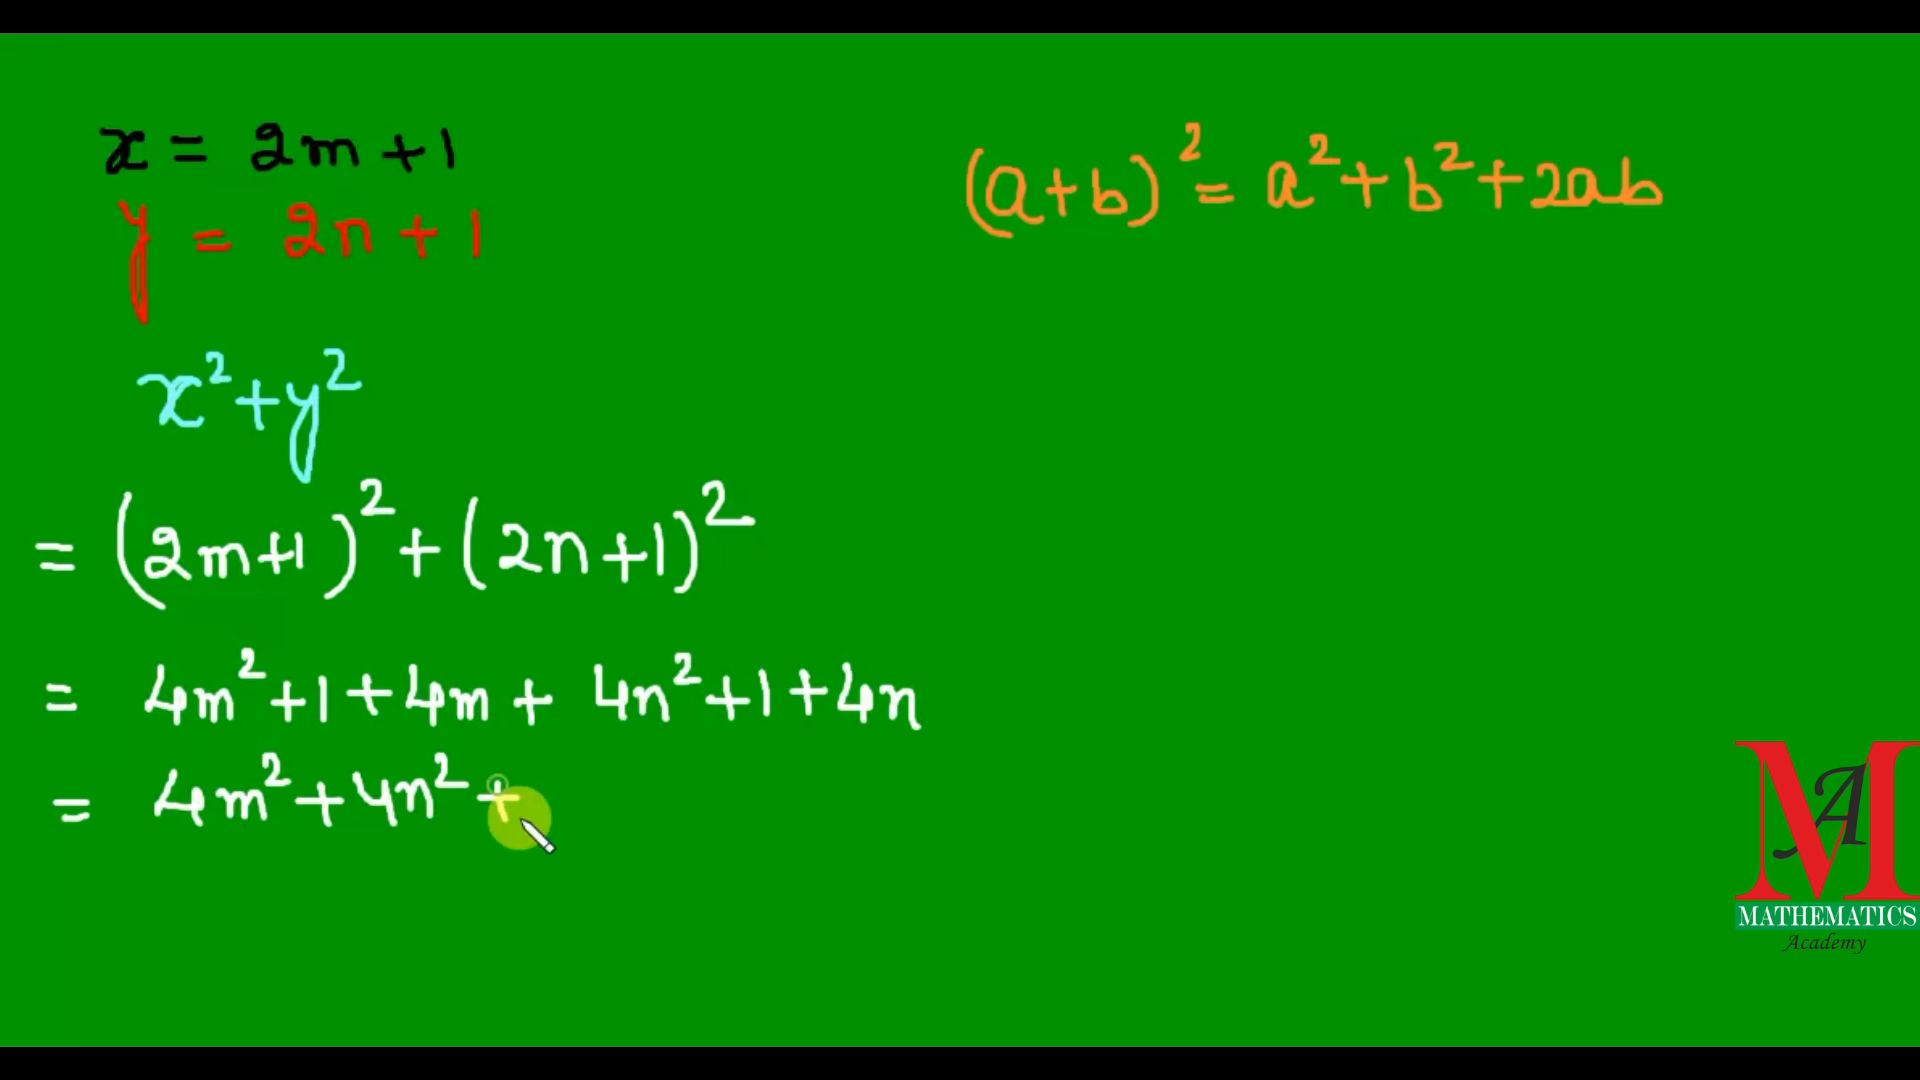 x = 2m + 1
y = 2n + 1
(a+b)² = a² + b² + 2ab
x² + y²
= (2m+1)² + (2n+1)²
= 4m² + 1 + 4m + 4n² + 1 + 4n
= 4m² + 4n² +
MA
MATHEMATICS
Academy